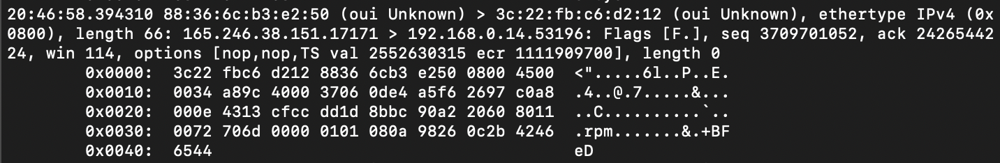 20:46:58.394310 88:36:6c:b3:e2:50 (oui Unknown) > 3c:22:fb:c6:d2:12 (oui Unknown), ethertype IPv4 (0x
0800), length 66: 165.246.38.151.17171 > 192.168.0.14.53196: Flags [F.], seq 3709701052, ack 24265442
24, win 114, options [nop,nop,TS val 2552630315 ecr 1111909700], length 0
0x0000:  3c22 fbc6 d212 8836 6cb3 e250 0800 4500  <".....6l..P..E.
0x0010:  0034 a89c 4000 3706 0de4 a5f6 2697 c0a8  .4..@.7.....&...
0x0020:  000e 4313 cfcc dd1d 8bbc 90a2 2060 8011  ..C..........`..
0x0030:  0072 706d 0000 0101 080a 9826 0c2b 4246  .rpm.......&.+BF
0x0040:  6544                                     eD